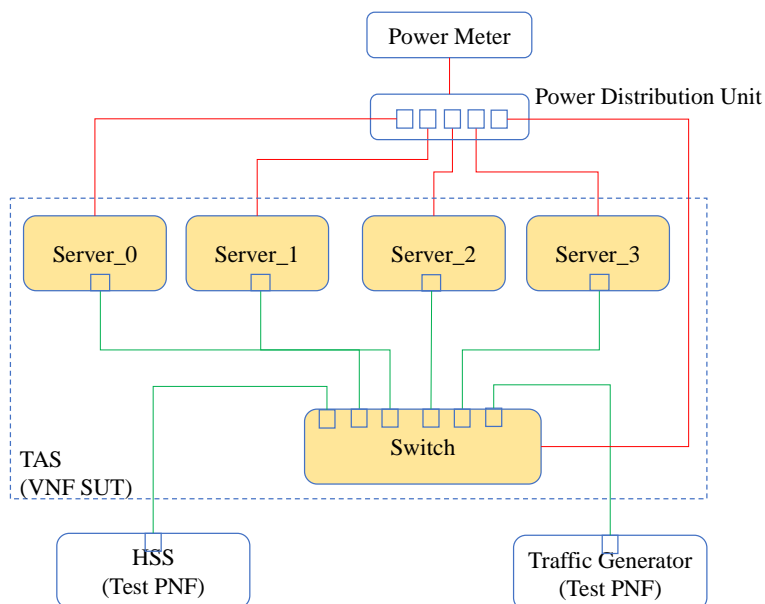 Power Meter
Power Distribution Unit
Server_0
Server_1
Server_2
Server_3
Switch
TAS
(VNF SUT)
HSS
(Test PNF)
Traffic Generator
(Test PNF)